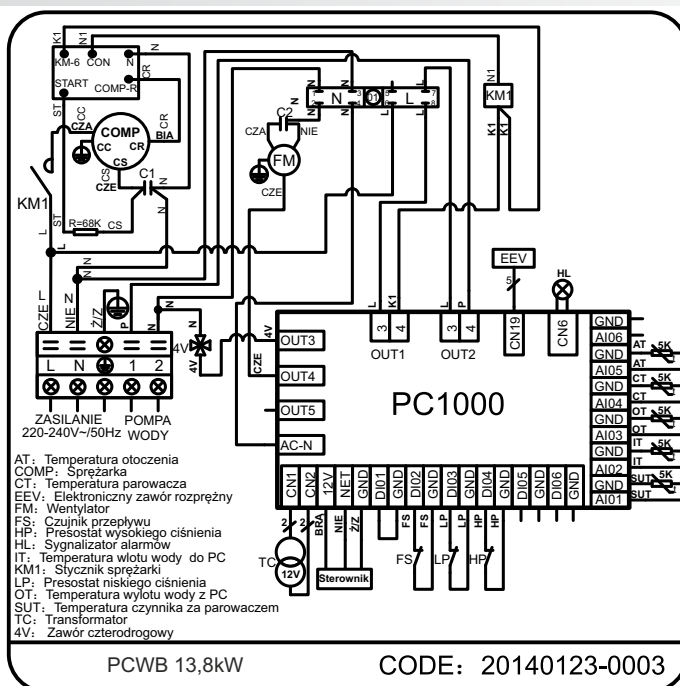 K1
N1
N
KM-6 CON N
START COMP-R
CR
ST
CC
CZA
COMP
CC CR
CS
BIA
CR
CS
CZE
C1
N
KM1
ST
R=68K
CS
L
L
N
N
N
N
C2
N
CZA NIE
FM
CZE
N
N
1 3
2 4
N
01
L
L
5 7
6 8
L
L
N1
KM1
K1
K1
CZE L
NIE N
Ż/Z
P
N
N
4V
4V
L N 1 2
ZASILANIE
220-240V~/50Hz
POMPA
WODY
4V
CZE
OUT3
OUT4
OUT5
AC-N
L
K1
L
P
3 4
OUT1
3 4
OUT2
EEV
5
CN19
HL
CN6
PC1000
GND
AI06
GND
AI05
GND
AI04
GND
AI03
GND
AI02
GND
AI01
AT 5K
AT
CT 5K
CT
OT 5K
OT
IT 5K
IT
SUT 5K
SUT
CN1
CN2
12V
NET
GND
DI01
GND
DI02
GND
DI03
GND
DI04
GND
DI05
GND
DI06
GND
2
2
BRA
NIE
Ż/Z
FS
FS
LP
LP
HP
HP
TC
12V
Sterownik
FS
LP
HP
AT: Temperatura otoczenia
COMP: Sprężarka
CT: Temperatura parowacza
EEV: Elektroniczny zawór rozprężny
FM: Wentylator
FS: Czujnik przepływu
HP: Presostat wysokiego ciśnienia
HL: Sygnalizator alarmów
IT: Temperatura wlotu wody do PC
KM1: Stycznik sprężarki
LP: Presostat niskiego ciśnienia
OT: Temperatura wylotu wody z PC
SUT: Temperatura czynnika za parowaczem
TC: Transformator
4V: Zawór czterodrogowy
PCWB 13,8kW
CODE: 20140123-0003